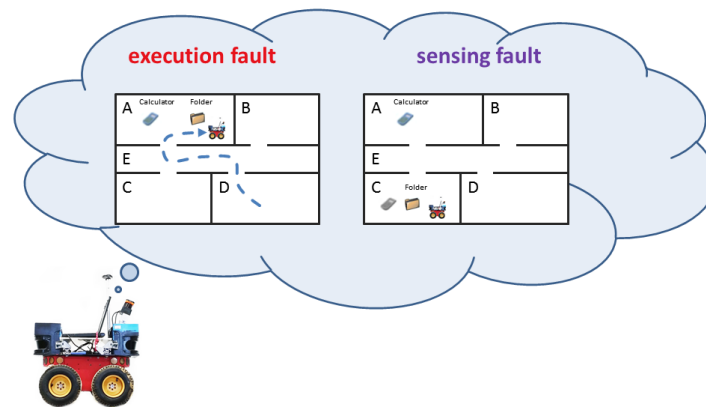 execution fault
sensing fault
A
Calculator
Folder
B
E
C
D
A
Calculator
B
E
C
Folder
D